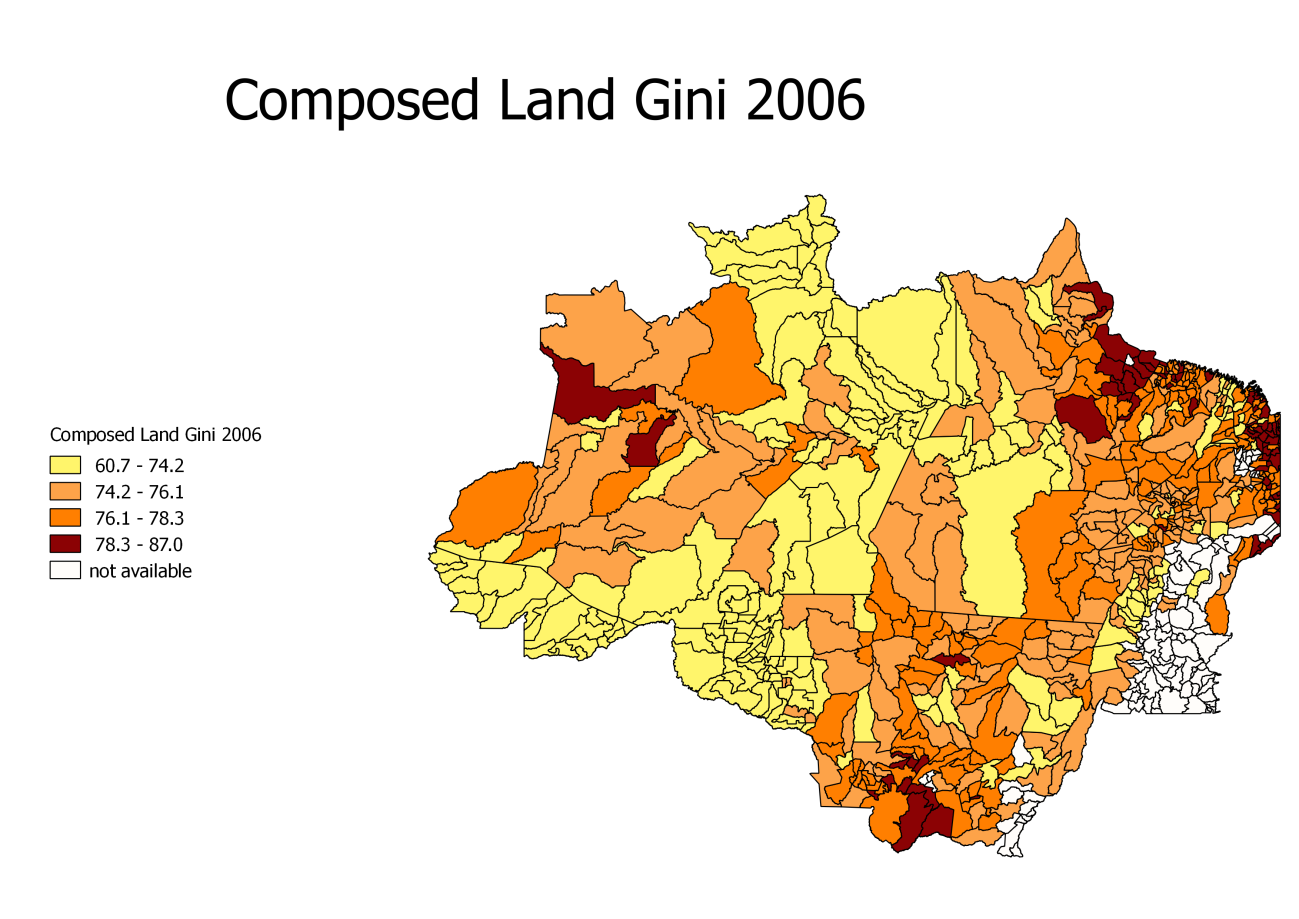 Composed Land Gini 2006
Composed Land Gini 2006
60.7 - 74.2
74.2 - 76.1
76.1 - 78.3
78.3 - 87.0
not available